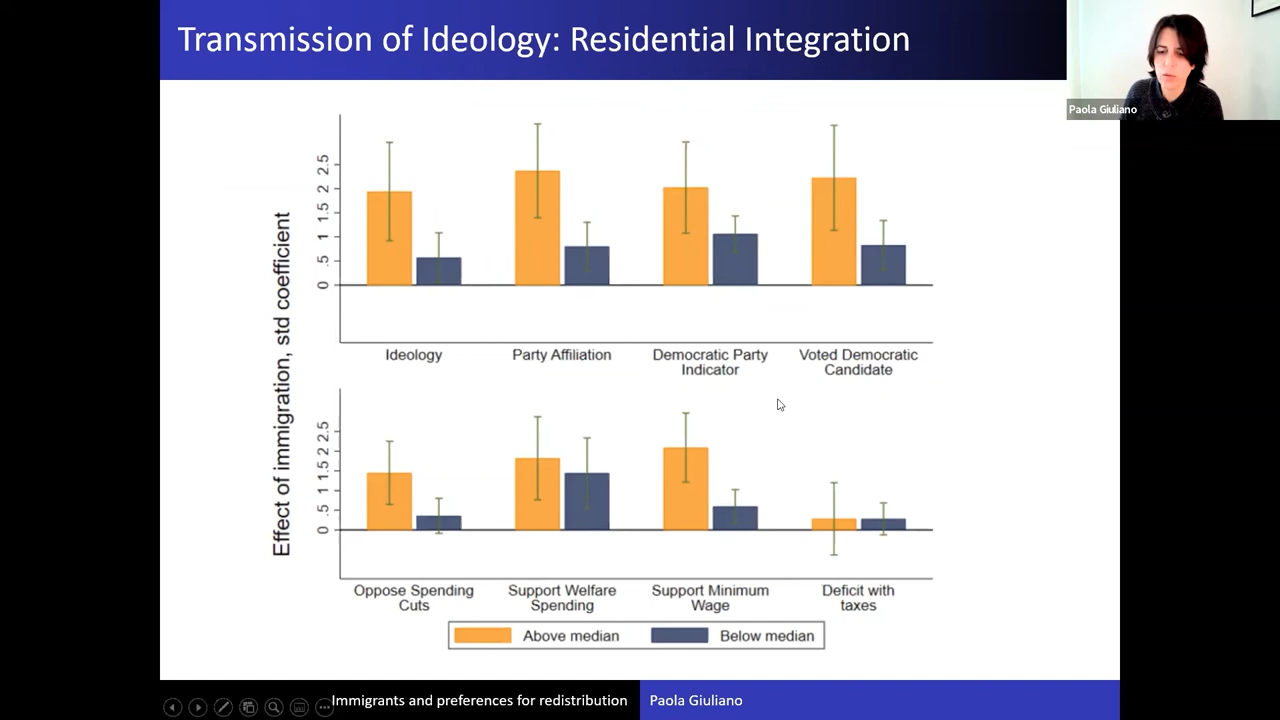 Transmission of Ideology: Residential Integration
Paola Giuliano
Effect of immigration, std coefficient
2.5
2
1.5
1
.5
0
Ideology
Party Affiliation
Democratic Party
Indicator
Voted Democratic
Candidate
2.5
2
1.5
1
.5
0
Oppose Spending
Cuts
Support Welfare
Spending
Support Minimum
Wage
Deficit with
taxes
Above median
Below median
Immigrants and preferences for redistribution
Paola Giuliano